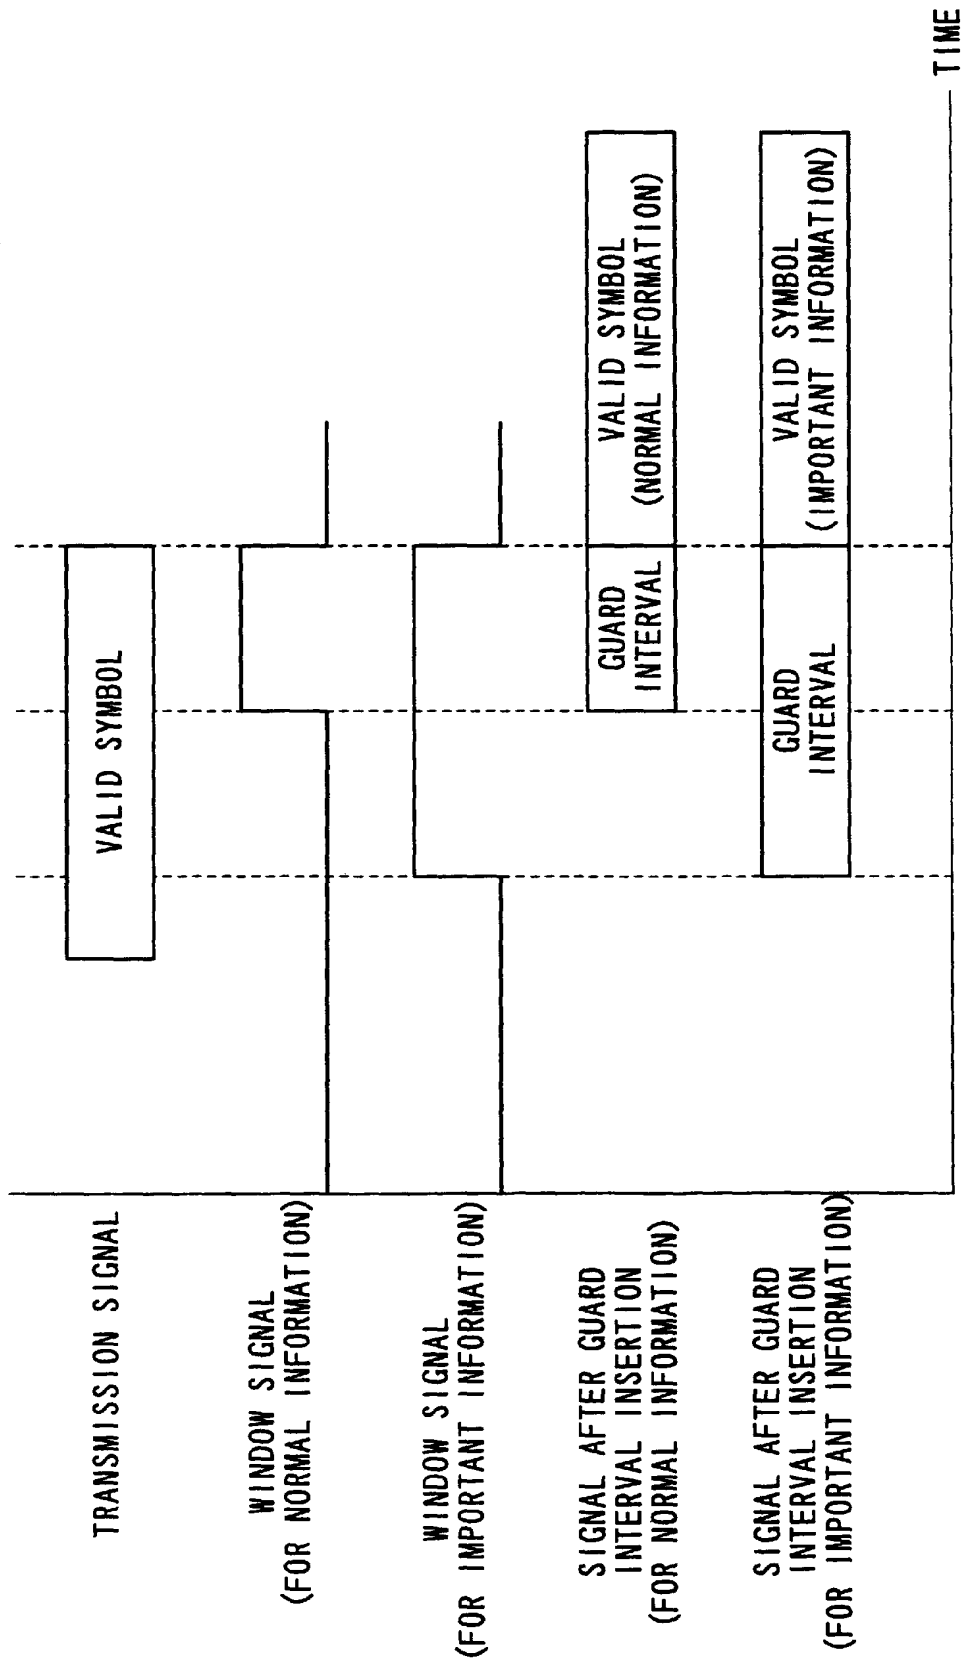 TRANSMISSION SIGNAL
VALID SYMBOL
WINDOW SIGNAL
(FOR NORMAL INFORMATION)
WINDOW SIGNAL
(FOR IMPORTANT INFORMATION)
SIGNAL AFTER GUARD
INTERVAL INSERTION
(FOR NORMAL INFORMATION)
GUARD
INTERVAL
VALID SYMBOL
(NORMAL INFORMATION)
SIGNAL AFTER GUARD
INTERVAL INSERTION
(FOR IMPORTANT INFORMATION)
GUARD
INTERVAL
VALID SYMBOL
(IMPORTANT INFORMATION)
TIME